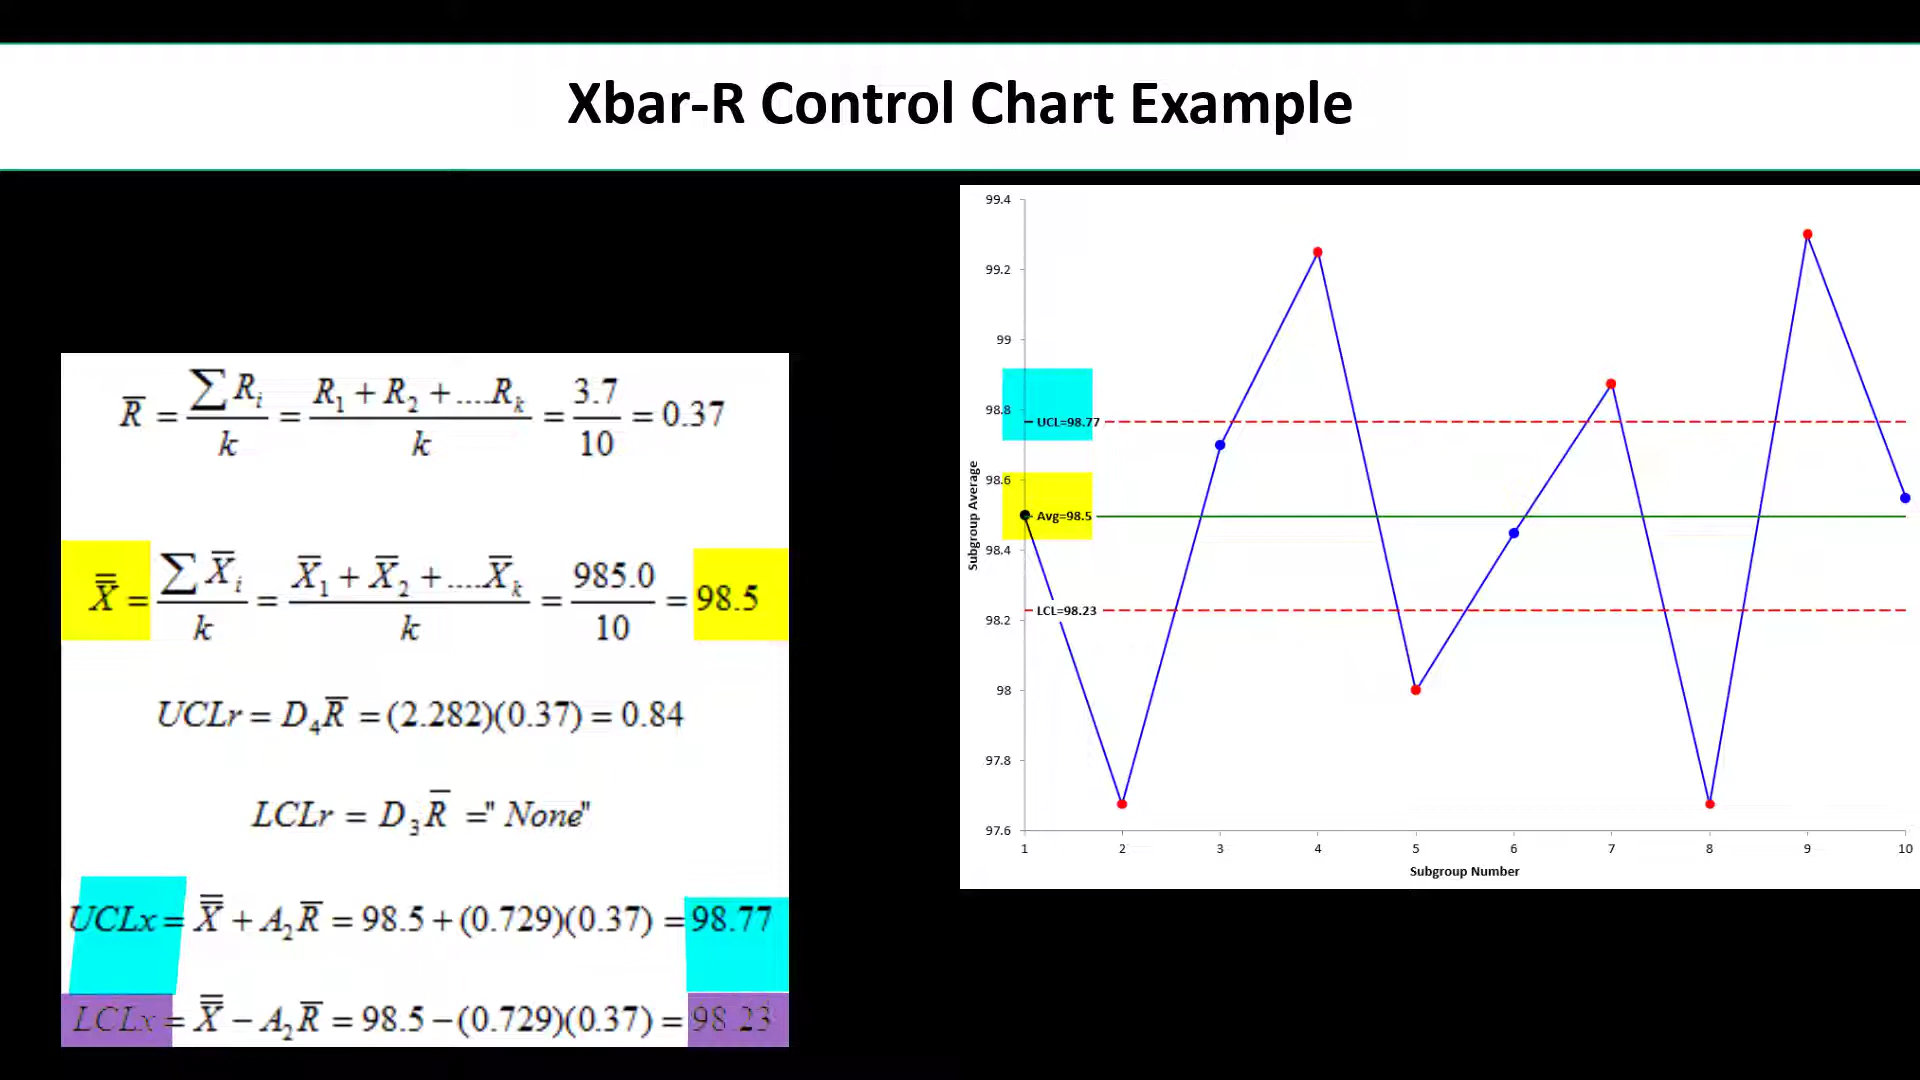 Xbar-R Control Chart Example
R̅ = ∑Rᵢ / k = R₁ + R₂ + ....Rₖ / k = 3.7 / 10 = 0.37
X̿ = ∑X̅ᵢ / k = X̅₁ + X̅₂ + ....X̅ₖ / k = 985.0 / 10 = 98.5
UCLr = D₄R̅ = (2.282)(0.37) = 0.84
LCLr = D₃R̅ =" None"
UCLx = X̿ + A₂R̅ = 98.5 + (0.729)(0.37) = 98.77
LCLx = X̿ − A₂R̅ = 98.5 − (0.729)(0.37) = 98.23
99.4
99.2
99
98.8
UCL=98.77
98.6
Avg=98.5
98.4
LCL=98.23
98.2
98
97.8
97.6
Subgroup Average
1 2 3 4 5 6 7 8 9 10
Subgroup Number